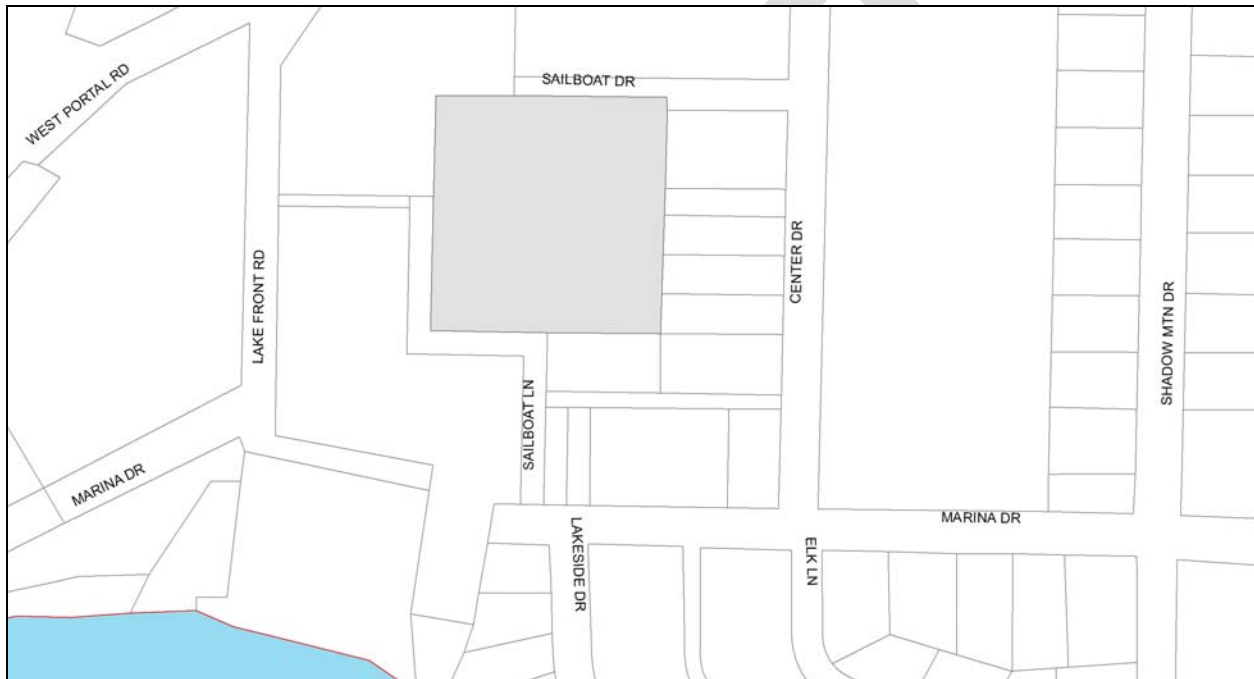 SAILBOAT DR
WEST PORTAL RD
CENTER DR
LAKE FRONT RD
SHADOW MTN DR
SAILBOAT LN
MARINA DR
MARINA DR
LAKESIDE DR
ELK LN